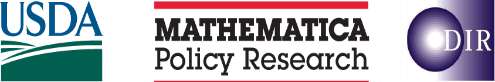 USDA
MATHEMATICA
Policy Research
DIR